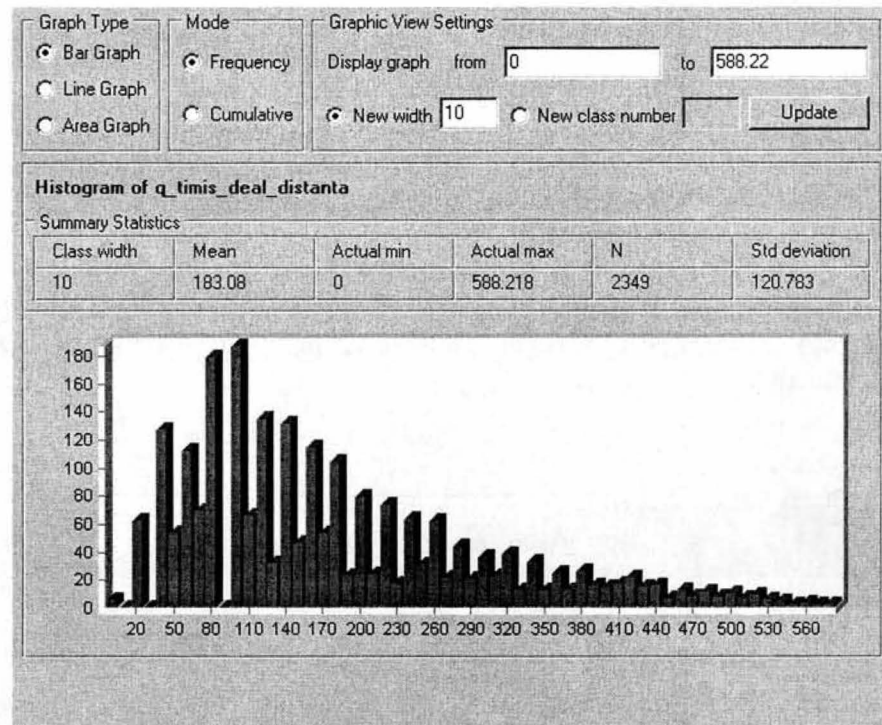 Graph Type
Bar Graph
Line Graph
Area Graph
Mode
Frequency
Cumulative
Graphic View Settings
Display graph from 0 to 588.22
New width 10 New class number Update
Histogram of q_timis_deal_distanta
Summary Statistics
Class width Mean Actual min Actual max N Std deviation
10 183.08 0 588.218 2349 120.783
180
160
140
120
100
80
60
40
20
0
20 50 80 110 140 170 200 230 260 290 320 350 380 410 440 470 500 530 560